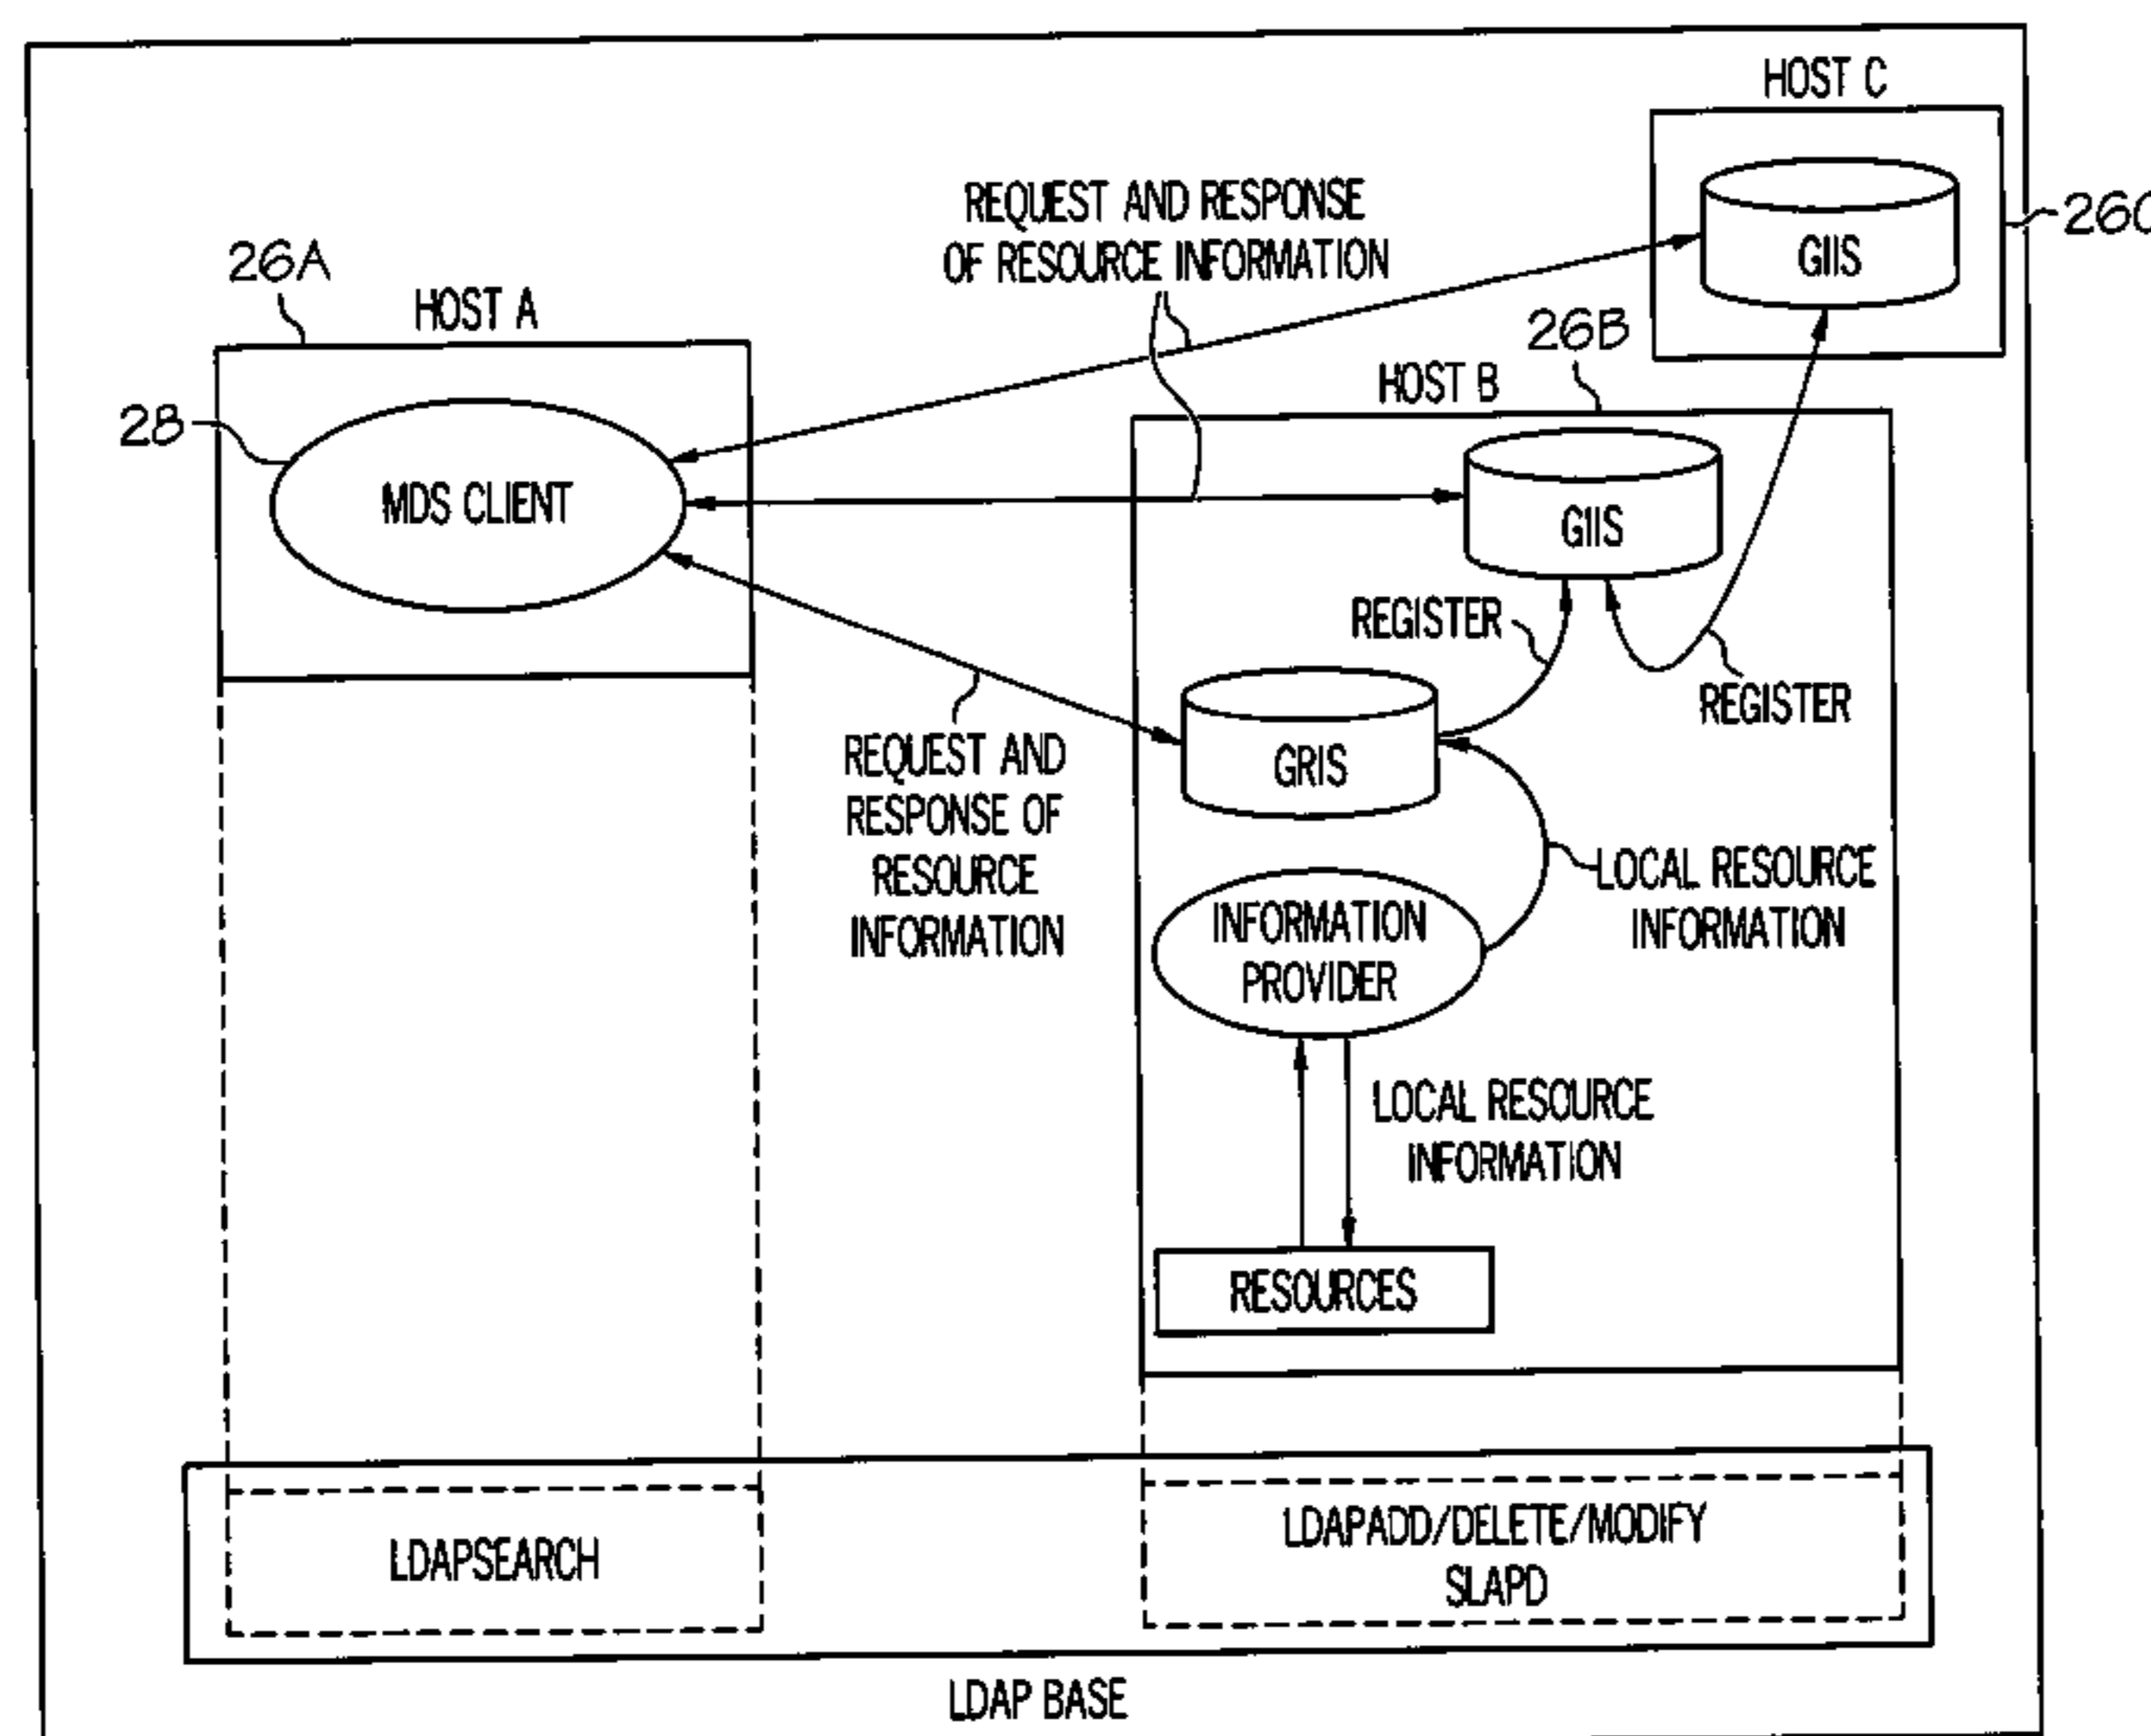 HOST C
GIIS
26C
REQUEST AND RESPONSE
OF RESOURCE INFORMATION
26A
HOST A
28
MDS CLIENT
26B
HOST B
GIIS
REGISTER
REGISTER
GRIS
REQUEST AND
RESPONSE OF
RESOURCE
INFORMATION
LOCAL RESOURCE
INFORMATION
INFORMATION
PROVIDER
LOCAL RESOURCE
INFORMATION
RESOURCES
LDAPSEARCH
LDAPADD/DELETE/MODIFY
SLAPD
LDAP BASE